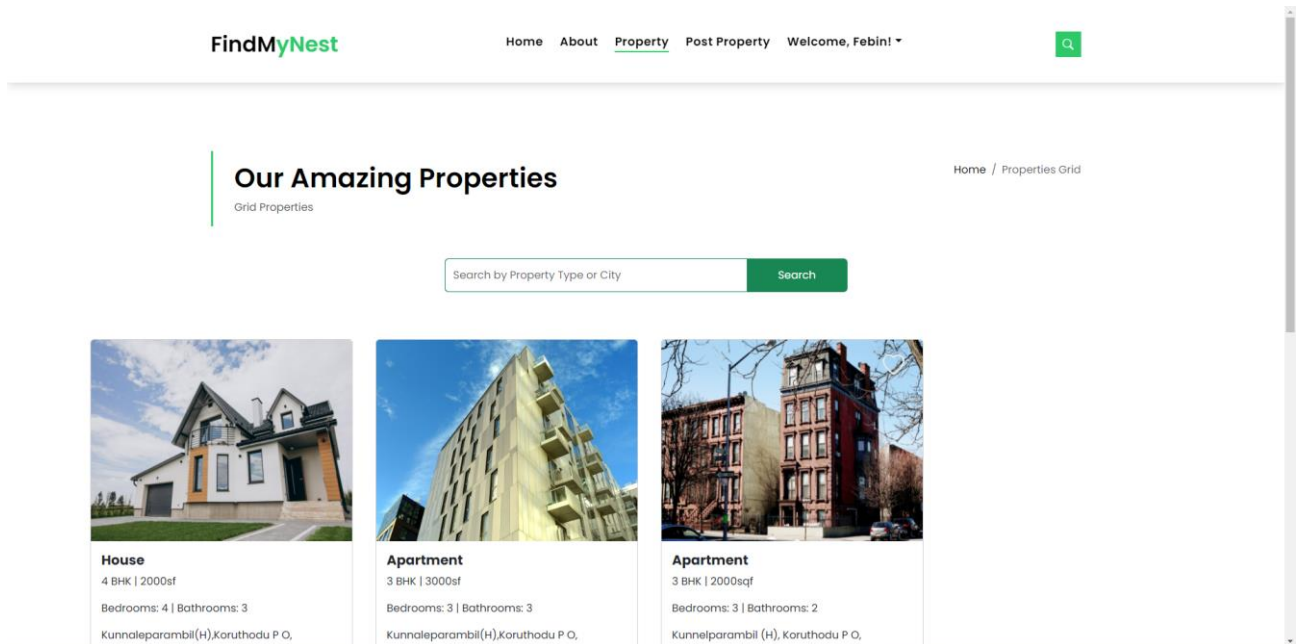 FindMyNest
Home About Property Post Property Welcome, Febin!
Our Amazing Properties
Grid Properties
Home / Properties Grid
Search by Property Type or City
Search
House
4 BHK | 2000sf
Bedrooms: 4 | Bathrooms: 3
Kunnaleparambil(H),Koruthodu P O,
Apartment
3 BHK | 3000sf
Bedrooms: 3 | Bathrooms: 3
Kunnaleparambil(H),Koruthodu P O,
Apartment
3 BHK | 2000sqf
Bedrooms: 3 | Bathrooms: 2
Kunnelparambil (H), Koruthodu P O,